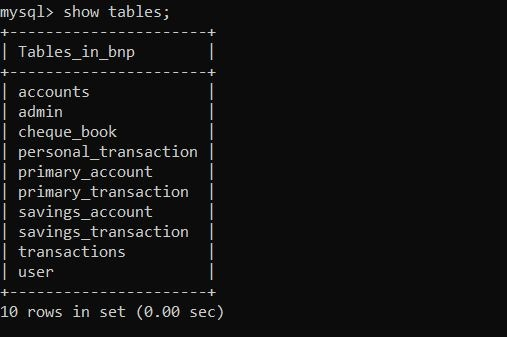 mysql> show tables;
+----------------------+
| Tables_in_bnp        |
+----------------------+
| accounts             |
| admin                |
| cheque_book          |
| personal_transaction |
| primary_account      |
| primary_transaction  |
| savings_account      |
| savings_transaction  |
| transactions         |
| user                 |
+----------------------+
10 rows in set (0.00 sec)